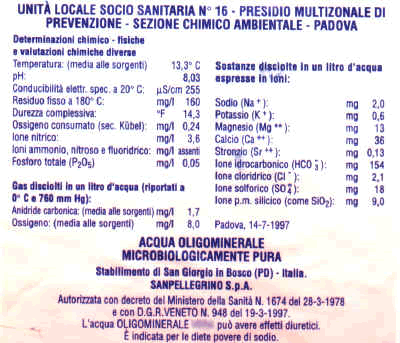 UNITÀ LOCALE SOCIO SANITARIA N° 16 - PRESIDIO MULTIZONALE DI
PREVENZIONE - SEZIONE CHIMICO AMBIENTALE - PADOVA
Determinazioni chimico - fisiche
e valutazioni chimiche diverse
Temperatura: (media alle sorgenti) 13,3° C
pH: 8,03
Conducibilità elettr. spec. a 20° C: µS/cm 255
Residuo fisso a 180° C: mg/l 160
Durezza complessiva: °F 14,3
Ossigeno consumato (sec. Kübel): mg/l 0,24
Ione nitrico: mg/l 3,6
Ioni ammonio, nitroso e fluoridrico: mg/l assenti
Fosforo totale (P2O5) mg/l 0,05
Gas disciolti in un litro d'acqua (riportati a
0° C e 760 mm Hg):
Anidride carbonica: (media alle sorgenti) mg/l 1,7
Ossigeno: (media alle sorgenti) mg/l 8,0
Sostanze disciolte in un litro d'acqua
espresse in ioni:
Sodio (Na +): mg 2,0
Potassio (K +): mg 0,6
Magnesio (Mg ++): mg 13
Calcio (Ca ++): mg 36
Stronzio (Sr ++): mg 0,13
Ione idrocarbonico (HCO3 -): mg 154
Ione cloridrico (Cl -): mg 2,1
Ione solforico (SO4 =): mg 18
Ione p.m. silicico (come SiO2): mg 9,0
Padova, 14-7-1997
ACQUA OLIGOMINERALE
MICROBIOLOGICAMENTE PURA
Stabilimento di San Giorgio in Bosco (PD) - Italia.
SANPELLEGRINO S.p.A.
Autorizzata con decreto del Ministero della Sanità N. 1674 del 28-3-1978
e con D.G.R.VENETO N. 948 del 19-3-1997.
L'acqua OLIGOMINERALE può avere effetti diuretici.
È indicata per le diete povere di sodio.